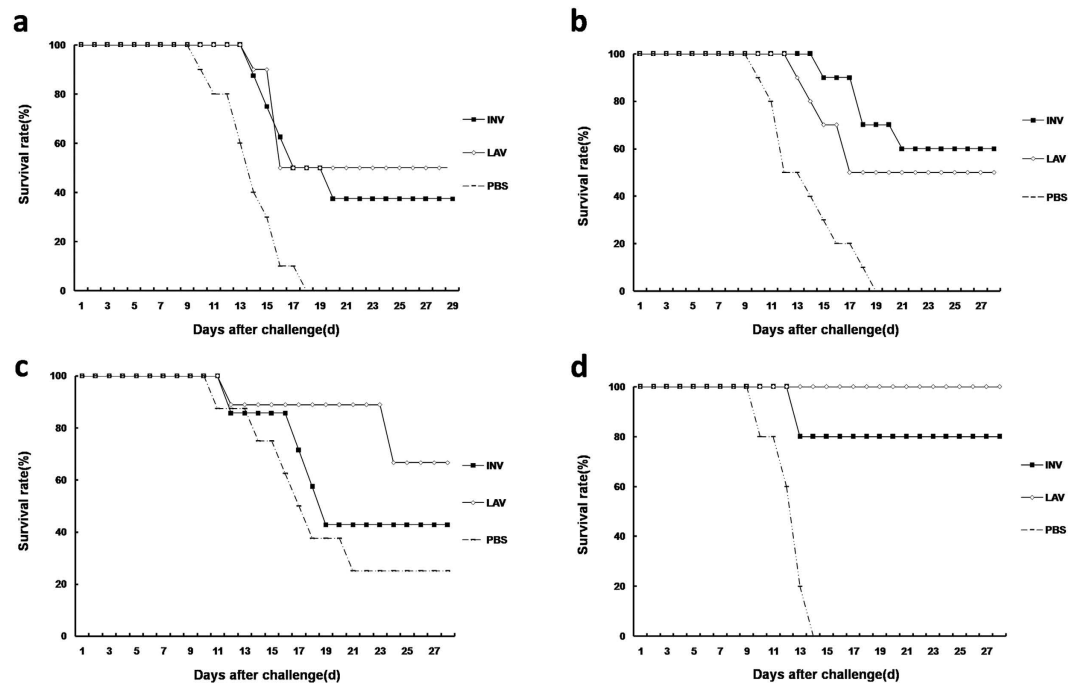 a
Survival rate(%)
100
80
60
40
20
0
1 3 5 7 9 11 13 15 17 19 21 23 25 27 29
Days after challenge(d)
INV
LAV
PBS
b
Survival rate(%)
100
80
60
40
20
0
1 3 5 7 9 11 13 15 17 19 21 23 25 27
Days after challenge(d)
INV
LAV
PBS
c
Survival rate(%)
100
80
60
40
20
0
1 3 5 7 9 11 13 15 17 19 21 23 25 27
Days after challenge(d)
INV
LAV
PBS
d
Survival rate(%)
100
80
60
40
20
0
1 3 5 7 9 11 13 15 17 19 21 23 25 27
Days after challenge(d)
INV
LAV
PBS